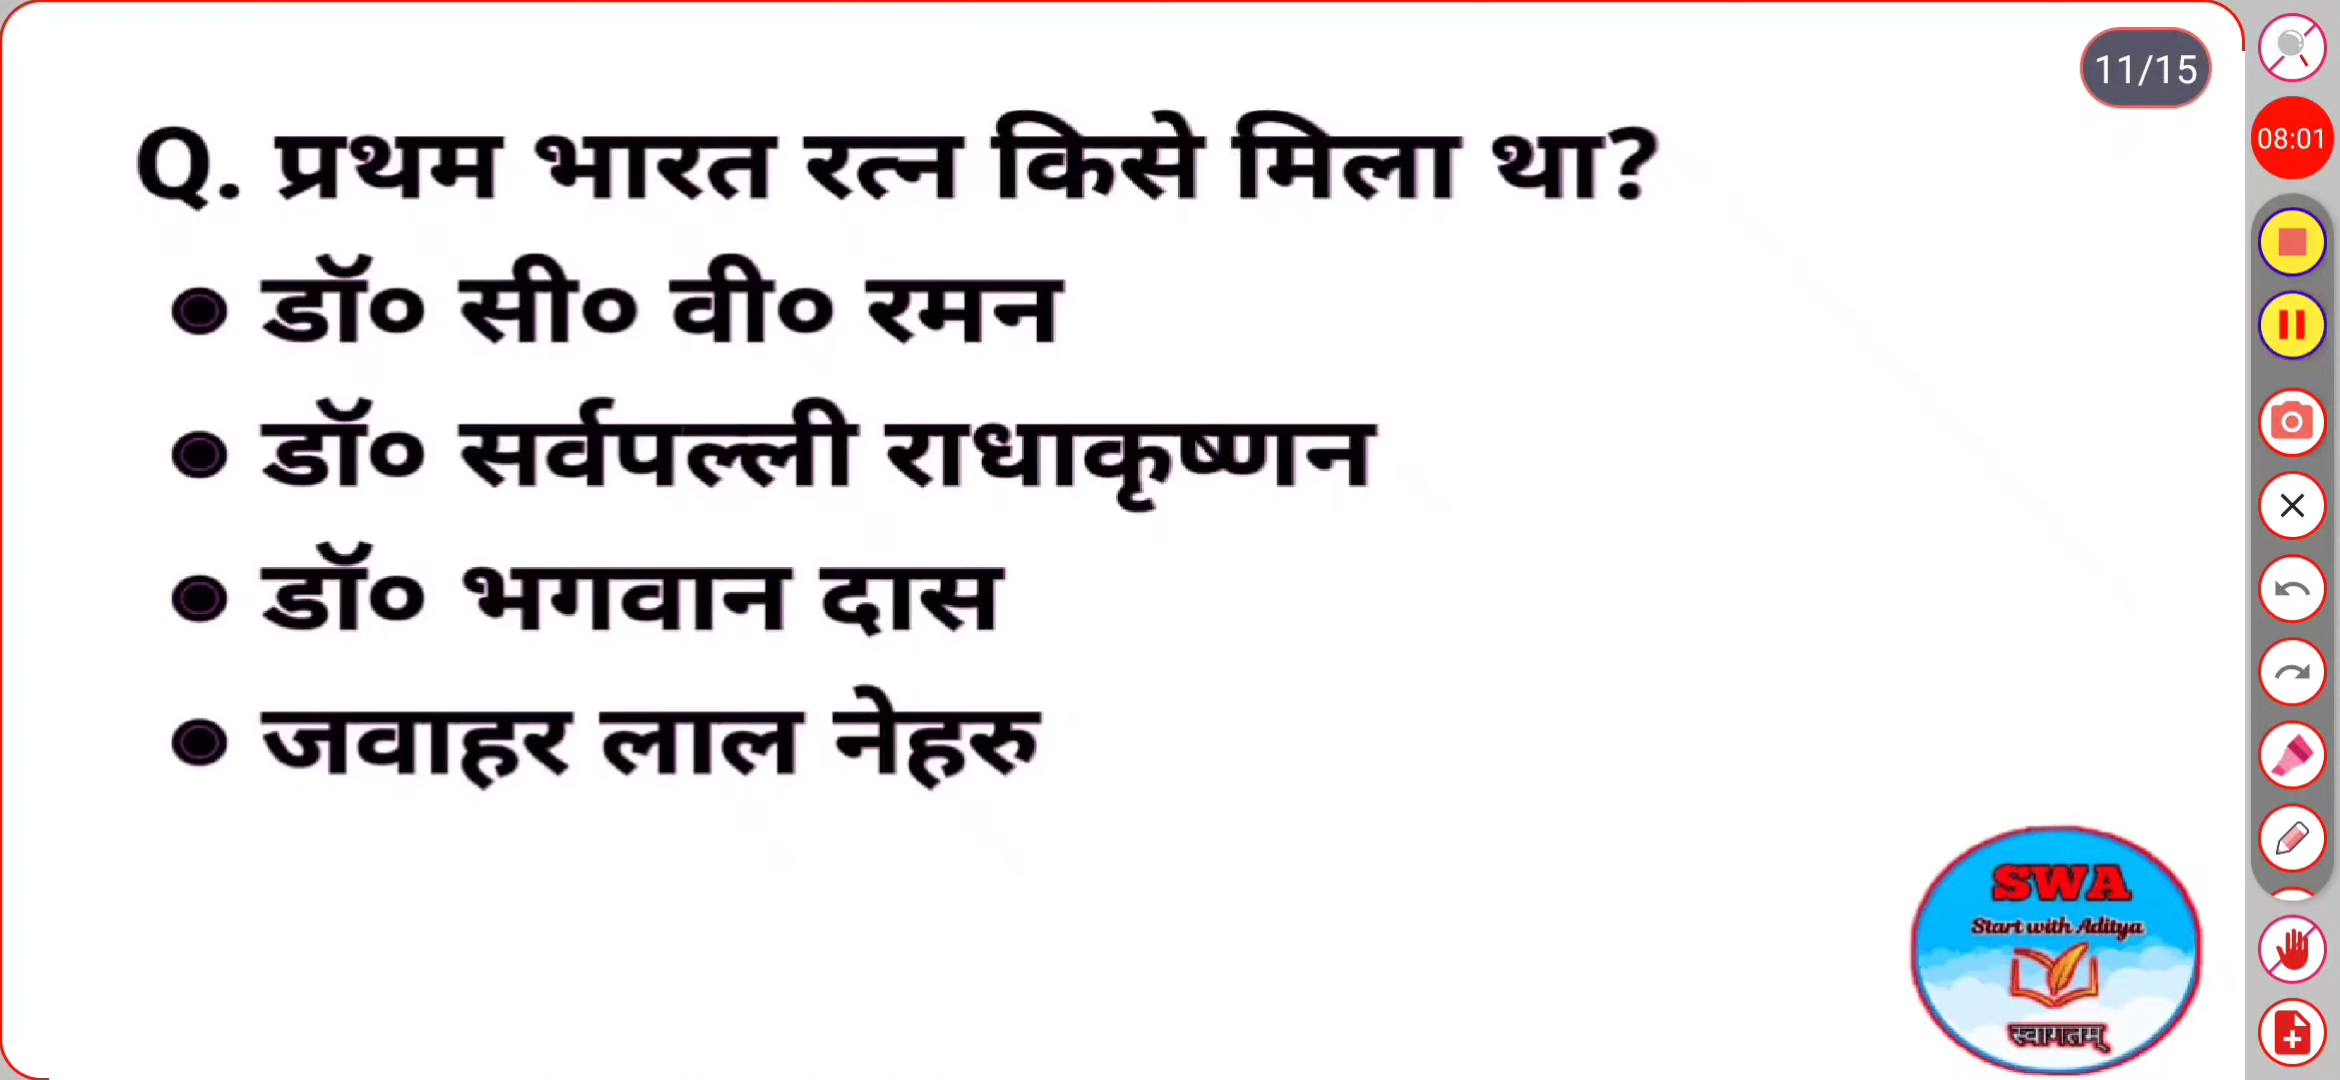 11/15
08:01
Q. प्रथम भारत रत्न किसे मिला था?
● डॉ० सी० वी० रमन
● डॉ० सर्वपल्ली राधाकृष्णन
● डॉ० भगवान दास
● जवाहर लाल नेहरु
SWA
Start with Aditya
स्वागतम्